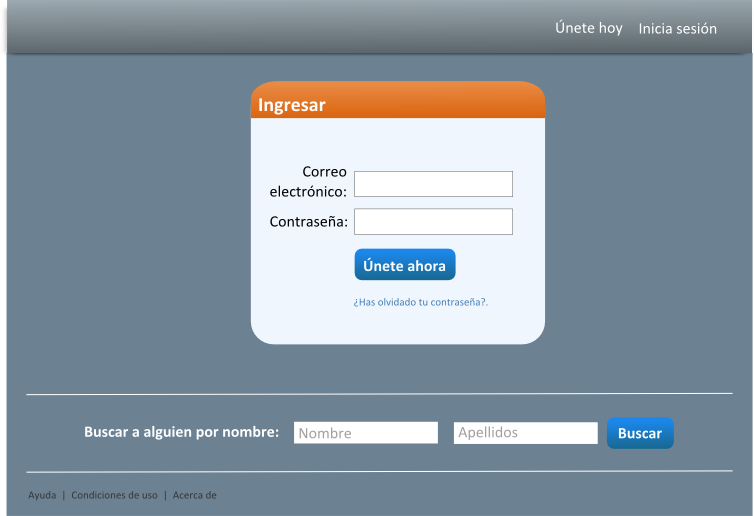 Únete hoy Inicia sesión
Ingresar
Correo
electrónico:
Contraseña:
Únete ahora
¿Has olvidado tu contraseña?.
Buscar a alguien por nombre: Nombre Apellidos Buscar
Ayuda | Condiciones de uso | Acerca de